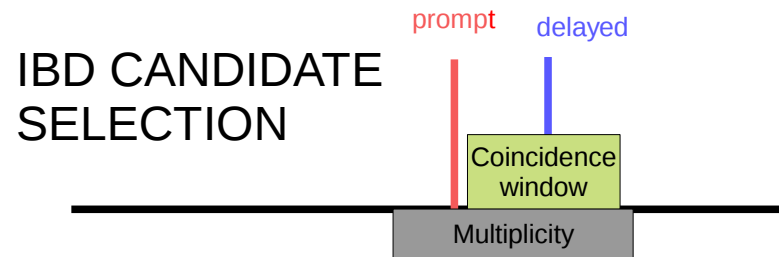 prompt
delayed
IBD CANDIDATE
SELECTION
Coincidence
window
Multiplicity